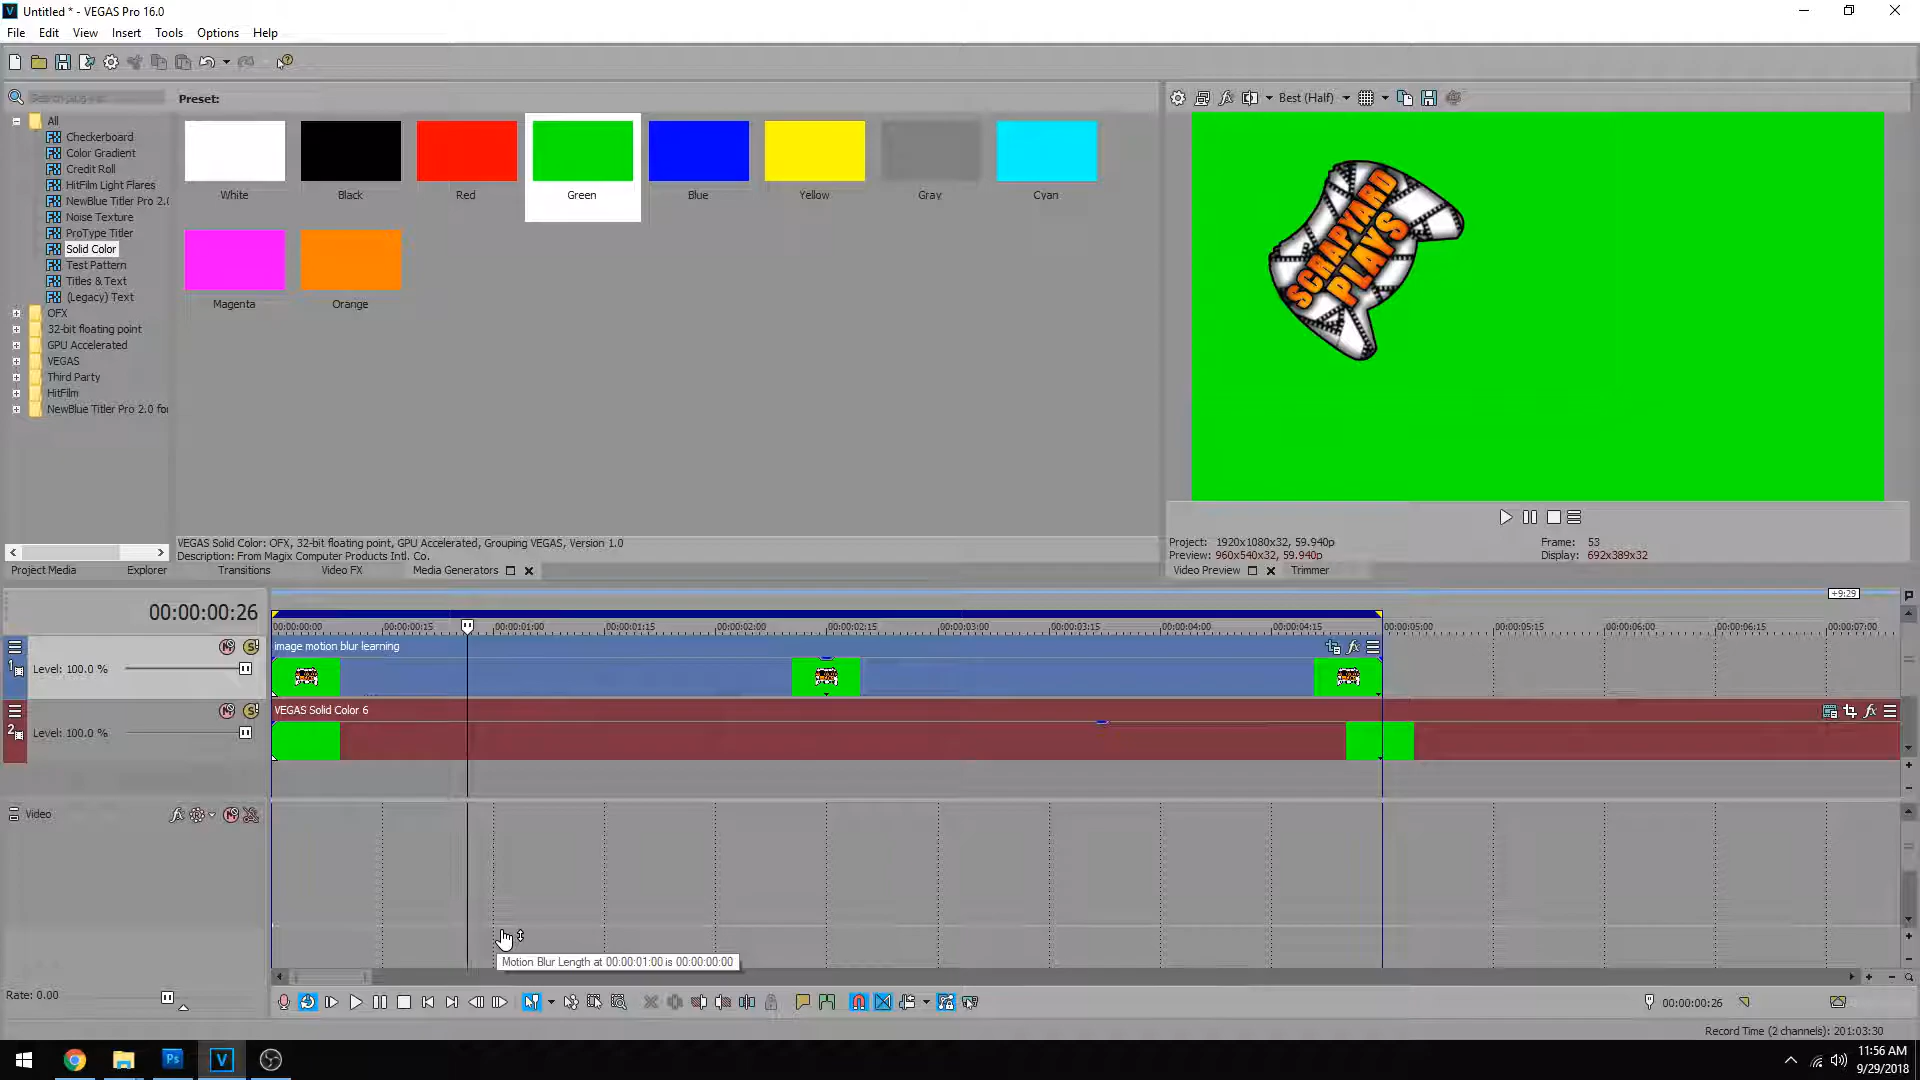 Untitled * - VEGAS Pro 16.0
File Edit View Insert Tools Options Help
Preset:
Best (Half)
All
Checkerboard
Color Gradient
Credit Roll
HitFilm Light Flares
NewBlue Titler Pro 2.0
Noise Texture
ProType Titler
Solid Color
Test Pattern
Titles & Text
(Legacy) Text
OFX
32-bit floating point
GPU Accelerated
VEGAS
Third Party
HitFilm
NewBlue Titler Pro 2.0 for
White Black Red Green Blue Yellow Gray Cyan
Magenta Orange
SCRAPYARD
PLAYS
VEGAS Solid Color: OFX, 32-bit floating point, GPU Accelerated, Grouping VEGAS, Version 1.0
Description: From Magix Computer Products Intl. Co.
Project: 1920x1080x32, 59.940p Frame: 53
Preview: 960x540x32, 59.940p Display: 692x389x32
Project Media Explorer Transitions Video FX Media Generators Video Preview Trimmer
+9:29
00:00:00:26
00:00:00:00 00:00:00:15 00:00:01:00 00:00:01:15 00:00:02:00 00:00:02:15 00:00:03:00 00:00:03:15 00:00:04:00 00:00:04:15 00:00:05:00 00:00:05:15 00:00:06:00 00:00:06:15 00:00:07:00
image motion blur learning
1 Level: 100.0 %
VEGAS Solid Color 6
2 Level: 100.0 %
Video
Motion Blur Length at 00:00:01:00 is 00:00:00:00
Rate: 0.00
00:00:00:26
Record Time (2 channels): 201:03:30
Ps V
11:56 AM
9/29/2018